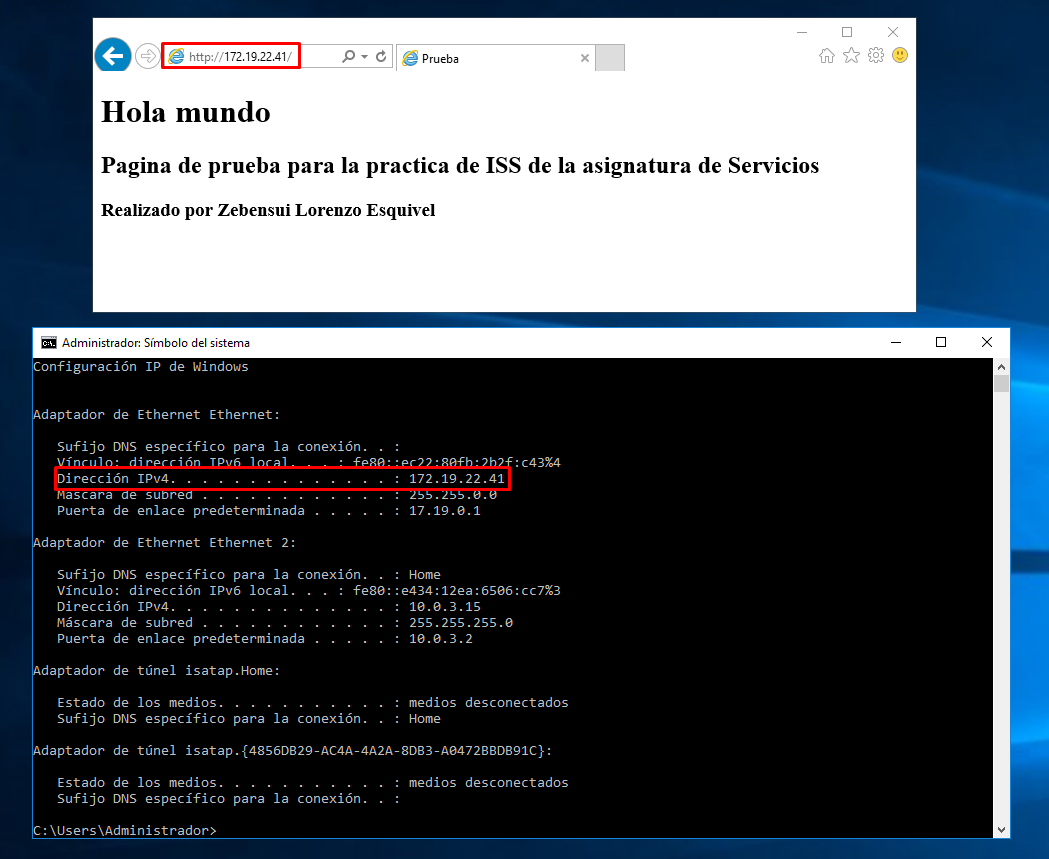 http://172.19.22.41/
Prueba
Hola mundo
Pagina de prueba para la practica de ISS de la asignatura de Servicios
Realizado por Zebensui Lorenzo Esquivel
Administrador: Símbolo del sistema
Configuración IP de Windows
Adaptador de Ethernet Ethernet:
Sufijo DNS específico para la conexión. . :
Vínculo: dirección IPv6 local. . . : fe80::ec22:80fb:2b2f:c43%4
Dirección IPv4. . . . . . . . . . . . . . : 172.19.22.41
Máscara de subred . . . . . . . . . . . . : 255.255.0.0
Puerta de enlace predeterminada . . . . . : 17.19.0.1
Adaptador de Ethernet Ethernet 2:
Sufijo DNS específico para la conexión. . : Home
Vínculo: dirección IPv6 local. . . : fe80::e434:12ea:6506:cc7%3
Dirección IPv4. . . . . . . . . . . . . . : 10.0.3.15
Máscara de subred . . . . . . . . . . . . : 255.255.255.0
Puerta de enlace predeterminada . . . . . : 10.0.3.2
Adaptador de túnel isatap.Home:
Estado de los medios. . . . . . . . . . . : medios desconectados
Sufijo DNS específico para la conexión. . : Home
Adaptador de túnel isatap.{4856DB29-AC4A-4A2A-8DB3-A0472BBDB91C}:
Estado de los medios. . . . . . . . . . . : medios desconectados
Sufijo DNS específico para la conexión. . :
C:\Users\Administrador>